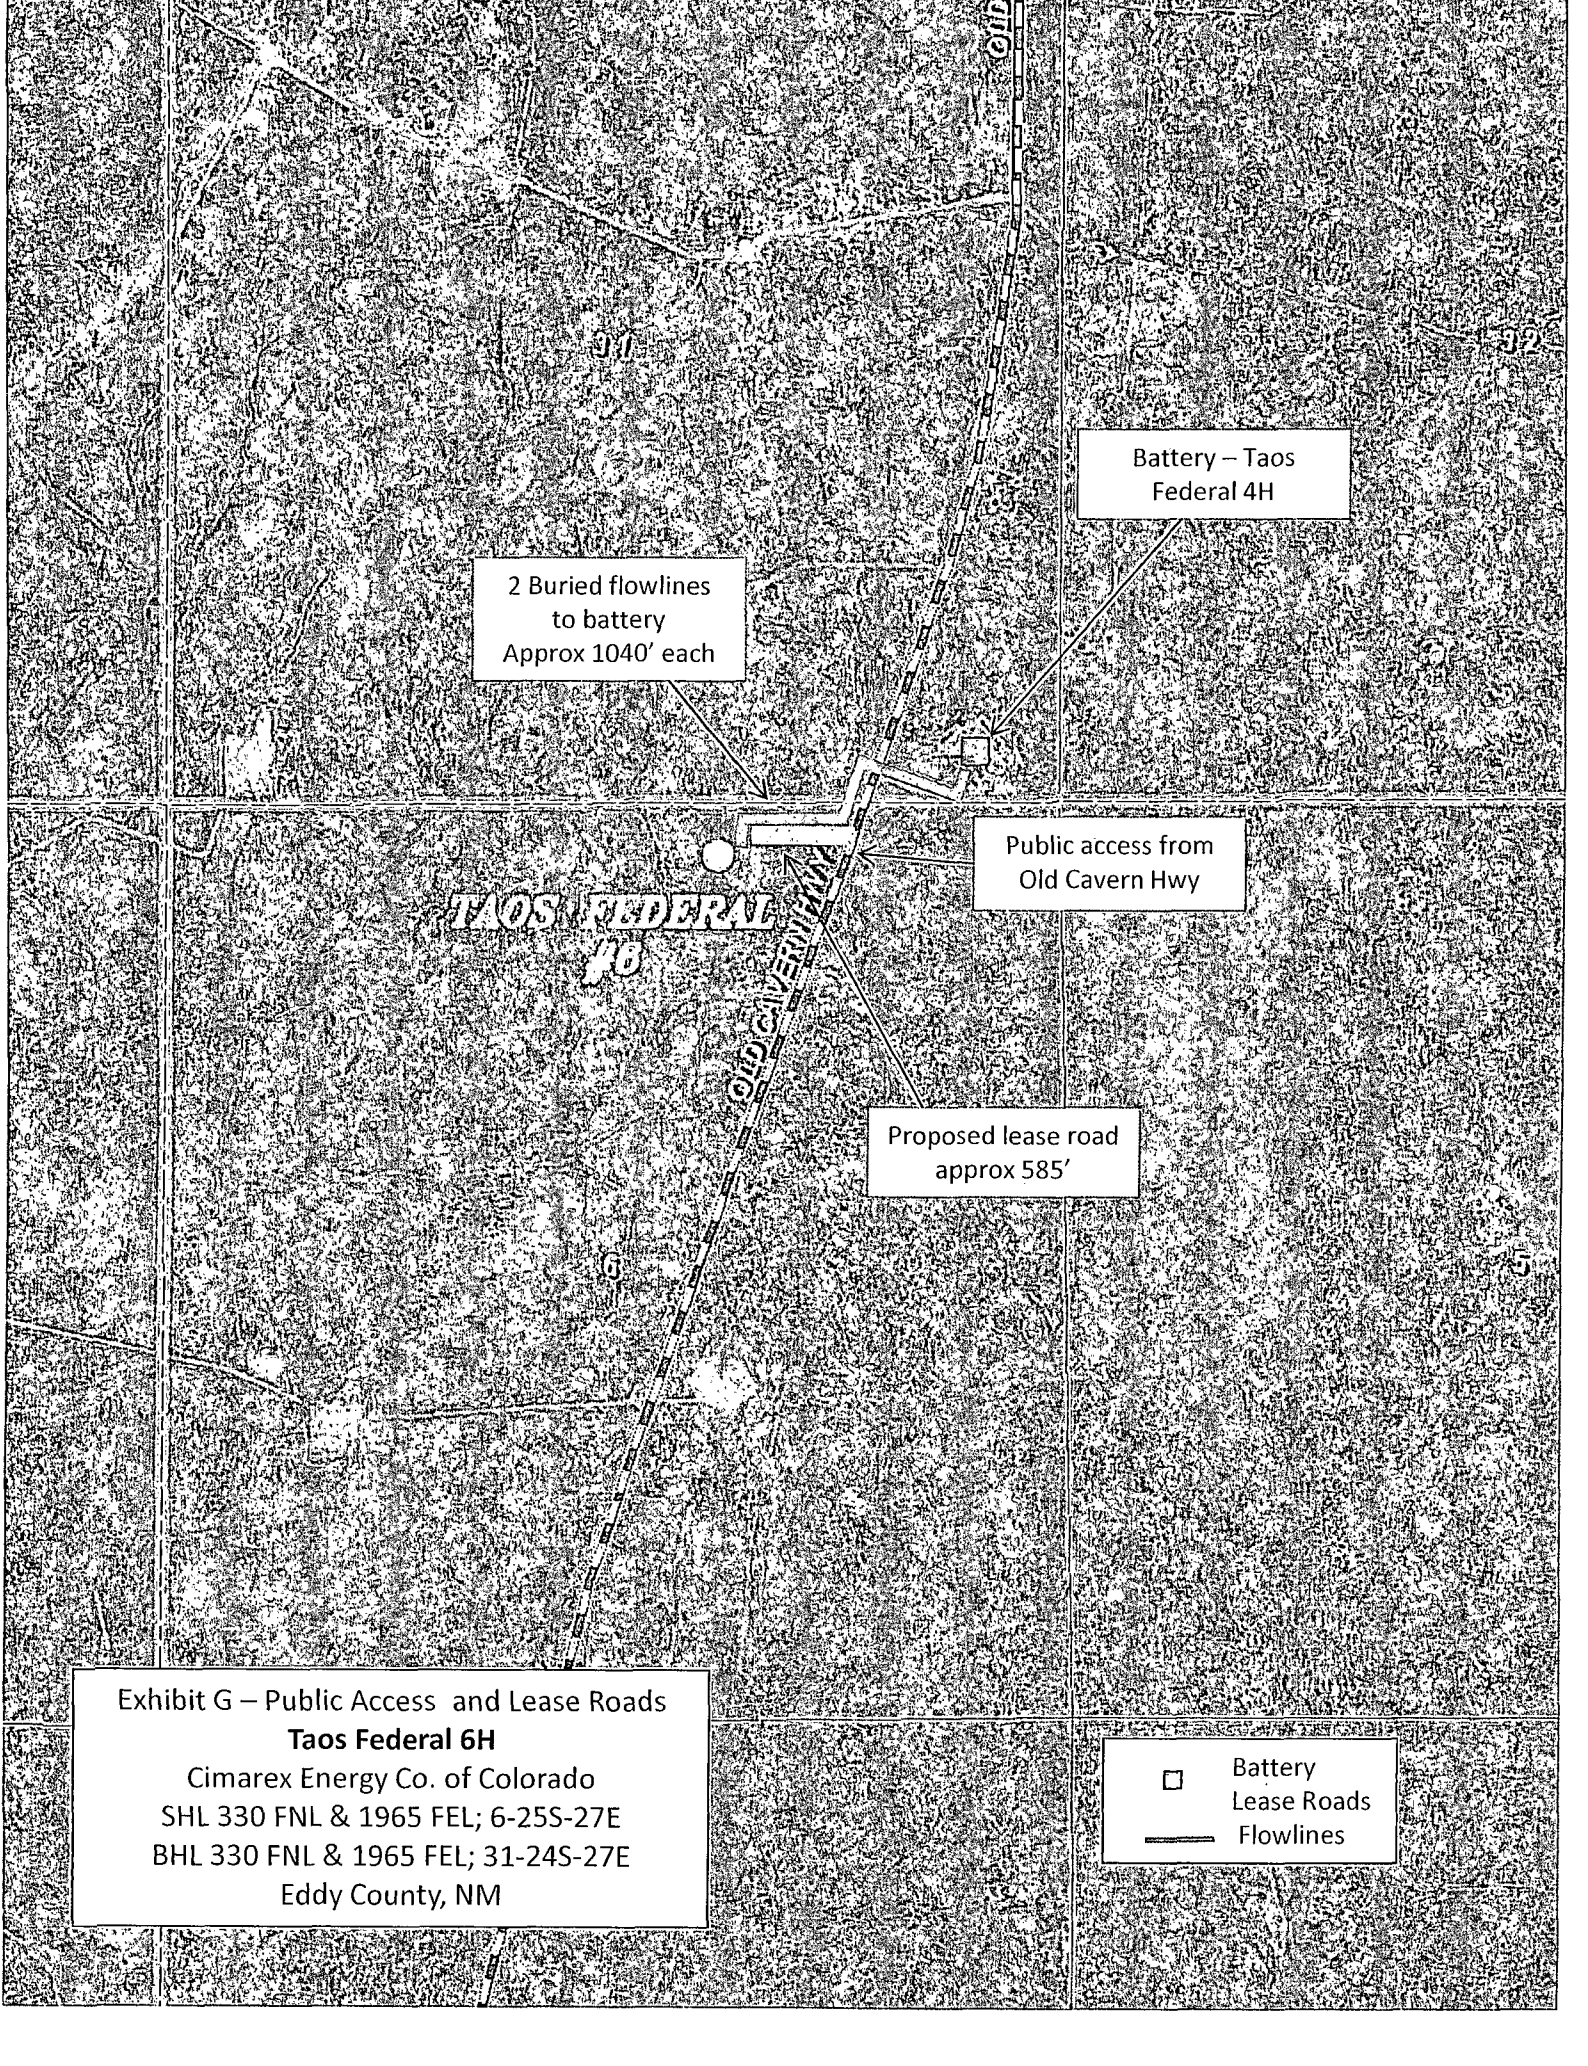 OLD
31
32
Battery – Taos
Federal 4H
2 Buried flowlines
to battery
Approx 1040’ each
Public access from
Old Cavern Hwy
TAOS FEDERAL
#6
OLD CAVERN HWY
Proposed lease road
approx 585’
6
5
Exhibit G – Public Access and Lease Roads
Taos Federal 6H
Cimarex Energy Co. of Colorado
SHL 330 FNL & 1965 FEL; 6-25S-27E
BHL 330 FNL & 1965 FEL; 31-24S-27E
Eddy County, NM
Battery
Lease Roads
Flowlines